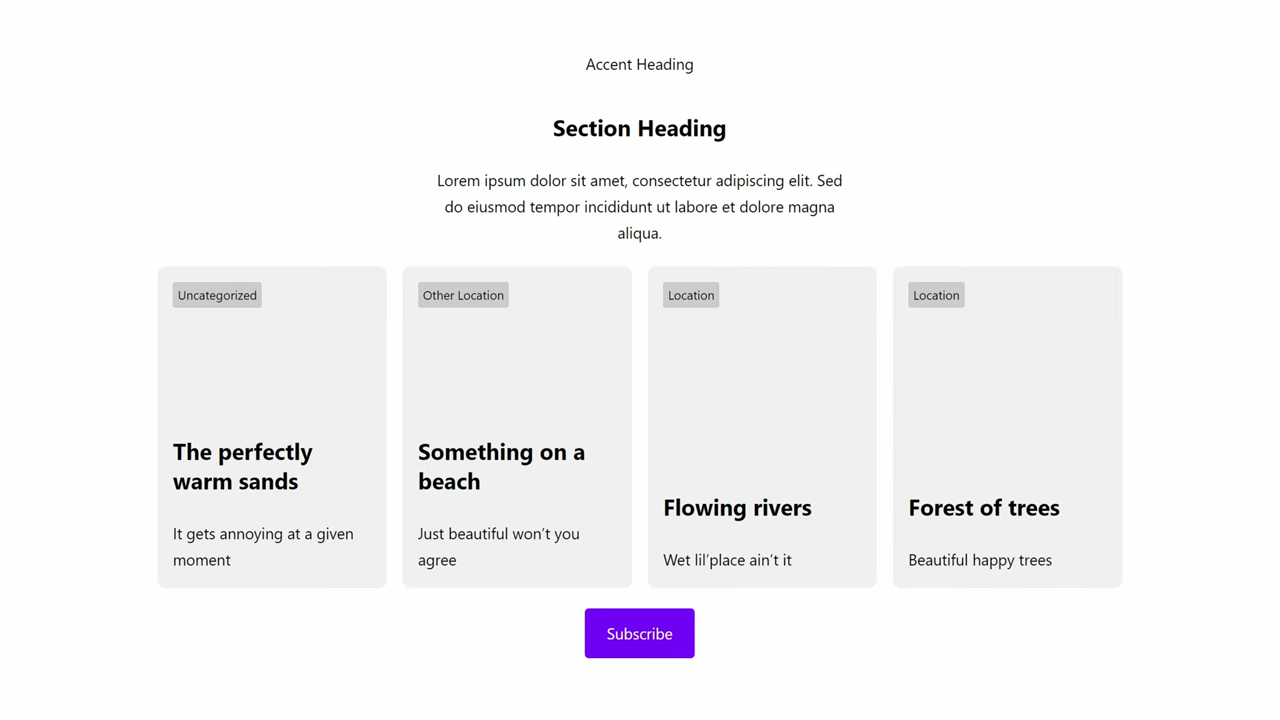 Accent Heading
Section Heading
Lorem ipsum dolor sit amet, consectetur adipiscing elit. Sed
do eiusmod tempor incididunt ut labore et dolore magna
aliqua.
Uncategorized
The perfectly
warm sands
It gets annoying at a given
moment
Other Location
Something on a
beach
Just beautiful won’t you
agree
Location
Flowing rivers
Wet lil’place ain’t it
Location
Forest of trees
Beautiful happy trees
Subscribe